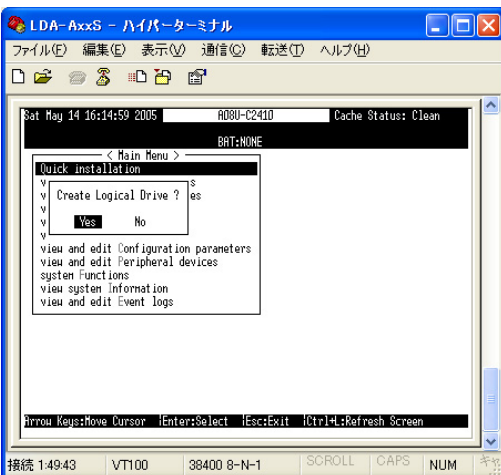 LDA-AxxS - ハイパーターミナル
ファイル(F) 編集(E) 表示(V) 通信(C) 転送(T) ヘルプ(H)
Sat May 14 16:14:59 2005 A08U-C2410 Cache Status: Clean
BAT:NONE
< Main Menu >
Quick installation
v s
v Create Logical Drive ? es
v
v Yes No
v
view and edit Configuration parameters
view and edit Peripheral devices
system Functions
view system Information
view and edit Event logs
Arrow Keys:Move Cursor |Enter:Select |Esc:Exit |Ctrl+L:Refresh Screen
接続 1:49:43 VT100 38400 8-N-1 SCROLL CAPS NUM キャ